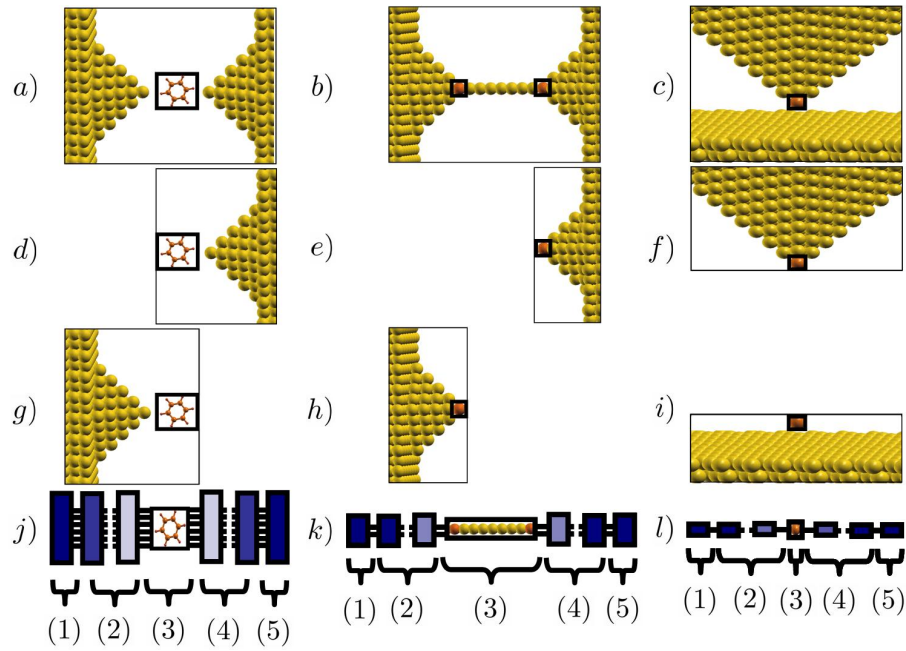 a) b) c)
d) e) f)
g) h) i)
j) k) l)
(1) (2) (3) (4) (5) (1) (2) (3) (4) (5) (1) (2) (3) (4) (5)